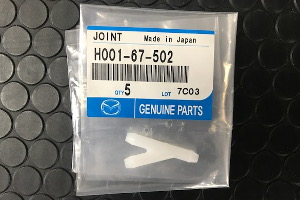 JOINT Made in Japan
H001-67-502
QTY 5 LOT 7C03
GENUINE PARTS